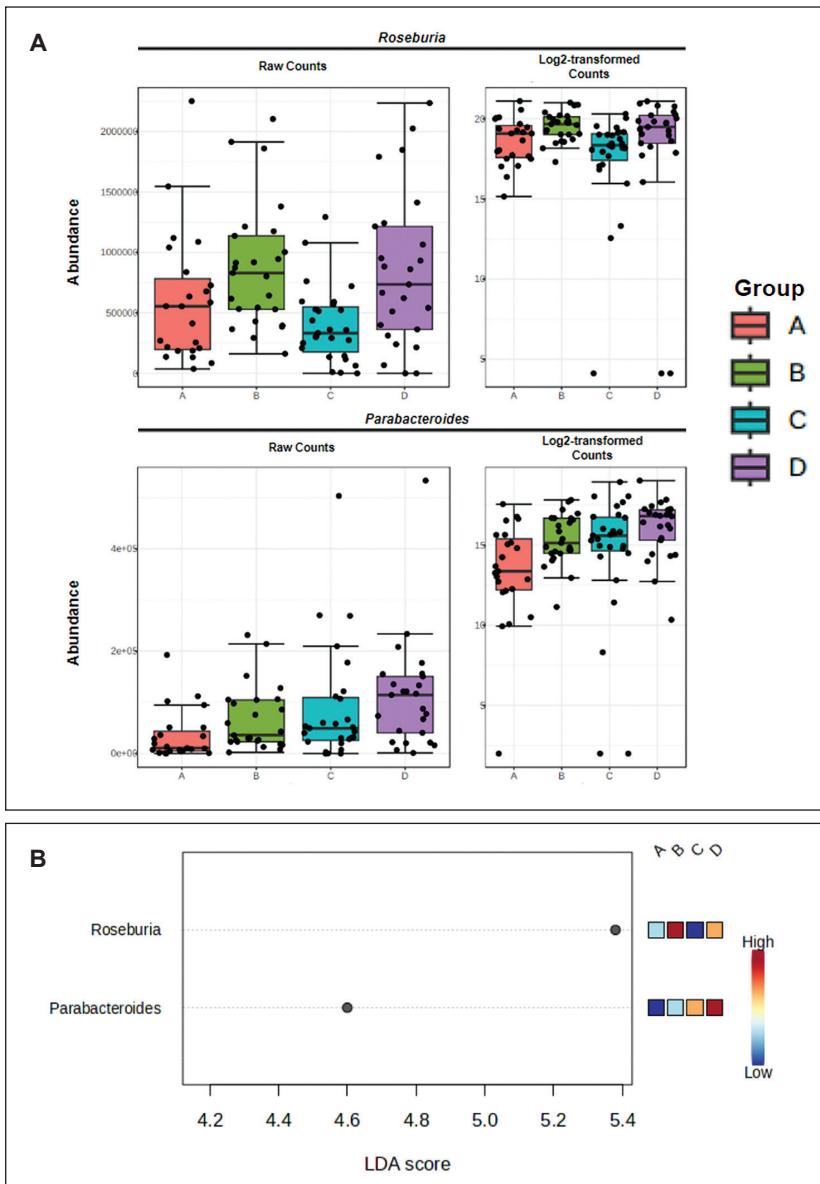 A
Roseburia
Raw Counts
Log2-transformed
Counts
Abundance
2000000
1500000
1000000
500000
0
A B C D
20
15
10
5
A B C D
Group
A
B
C
D
Parabacteroides
Raw Counts
Log2-transformed
Counts
Abundance
4e+05
2e+05
0e+00
A B C D
15
10
5
A B C D
B
A B C D
Roseburia
Parabacteroides
High
Low
4.2 4.4 4.6 4.8 5.0 5.2 5.4
LDA score